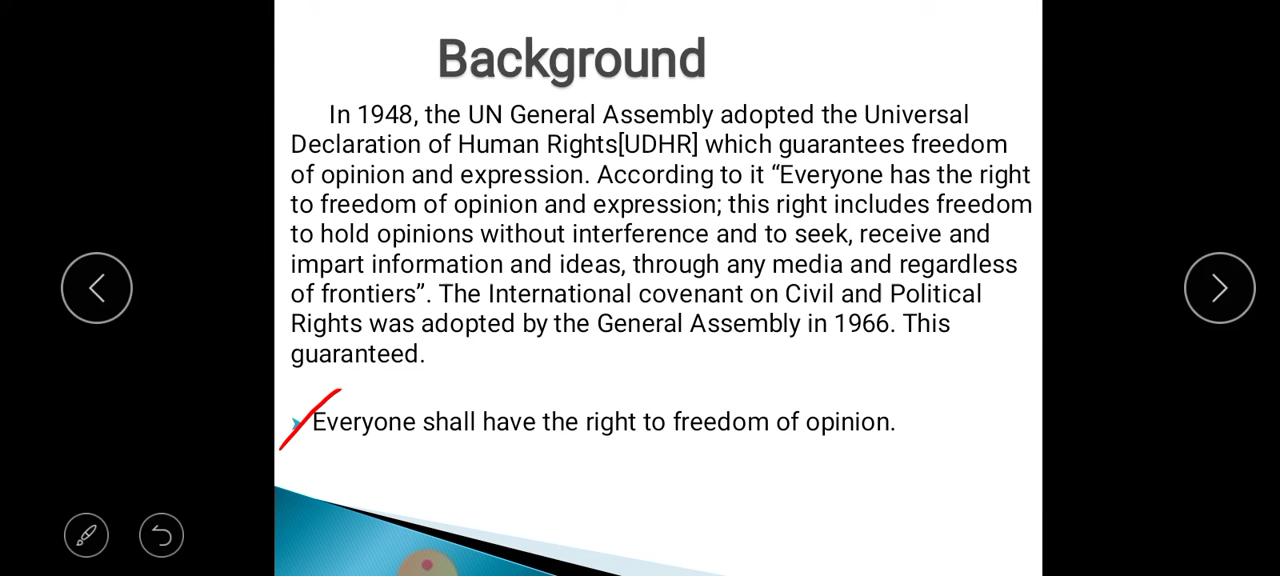 Background
In 1948, the UN General Assembly adopted the Universal
Declaration of Human Rights[UDHR] which guarantees freedom
of opinion and expression. According to it “Everyone has the right
to freedom of opinion and expression; this right includes freedom
to hold opinions without interference and to seek, receive and
impart information and ideas, through any media and regardless
of frontiers”. The International covenant on Civil and Political
Rights was adopted by the General Assembly in 1966. This
guaranteed.
Everyone shall have the right to freedom of opinion.